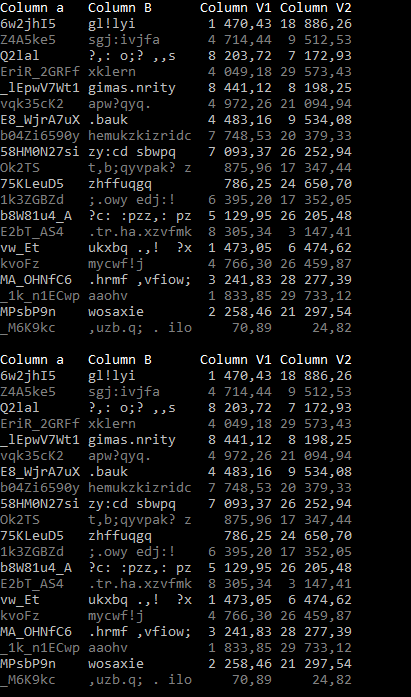 Column a   Column B      Column V1 Column V2
6w2jhI5    gl!lyi         1 470,43 18 886,26
Z4A5ke5    sgj:ivjfa      4 714,44  9 512,53
Q2lal      ?,: o;? ,,s    8 203,72  7 172,93
EriR_2GRFf xklern         4 049,18 29 573,43
_lEpwV7Wt1 gimas.nrity    8 441,12  8 198,25
vqk35cK2   apw?qyq.       4 972,26 21 094,94
E8_WjrA7uX .bauk          4 483,16  9 534,08
b04Zi6590y hemukzkizridc  7 748,53 20 379,33
58HM0N27si zy:cd sbwpq    7 093,37 26 252,94
Ok2TS      t,b;qyvpak? z    875,96 17 347,44
75KLeuD5   zhffuqgq         786,25 24 650,70
1k3ZGBZd   ;.owy edj:!    6 395,20 17 352,05
b8W81u4_A  ?c: :pzz,: pz  5 129,95 26 205,48
E2bT_AS4   .tr.ha.xzvfmk  8 305,34  3 147,41
vw_Et      ukxbq .,!  ?x  1 473,05  6 474,62
kvoFz      mycwf!j        4 766,30 26 459,87
MA_OHNfC6  .hrmf ,vfiow;  3 241,83 28 277,39
_1k_n1ECwp aaohv          1 833,85 29 733,12
MPsbP9n    wosaxie        2 258,46 21 297,54
_M6K9kc    ,uzb.q; . ilo     70,89     24,82
Column a   Column B      Column V1 Column V2
6w2jhI5    gl!lyi         1 470,43 18 886,26
Z4A5ke5    sgj:ivjfa      4 714,44  9 512,53
Q2lal      ?,: o;? ,,s    8 203,72  7 172,93
EriR_2GRFf xklern         4 049,18 29 573,43
_lEpwV7Wt1 gimas.nrity    8 441,12  8 198,25
vqk35cK2   apw?qyq.       4 972,26 21 094,94
E8_WjrA7uX .bauk          4 483,16  9 534,08
b04Zi6590y hemukzkizridc  7 748,53 20 379,33
58HM0N27si zy:cd sbwpq    7 093,37 26 252,94
Ok2TS      t,b;qyvpak? z    875,96 17 347,44
75KLeuD5   zhffuqgq         786,25 24 650,70
1k3ZGBZd   ;.owy edj:!    6 395,20 17 352,05
b8W81u4_A  ?c: :pzz,: pz  5 129,95 26 205,48
E2bT_AS4   .tr.ha.xzvfmk  8 305,34  3 147,41
vw_Et      ukxbq .,!  ?x  1 473,05  6 474,62
kvoFz      mycwf!j        4 766,30 26 459,87
MA_OHNfC6  .hrmf ,vfiow;  3 241,83 28 277,39
_1k_n1ECwp aaohv          1 833,85 29 733,12
MPsbP9n    wosaxie        2 258,46 21 297,54
_M6K9kc    ,uzb.q; . ilo     70,89     24,82